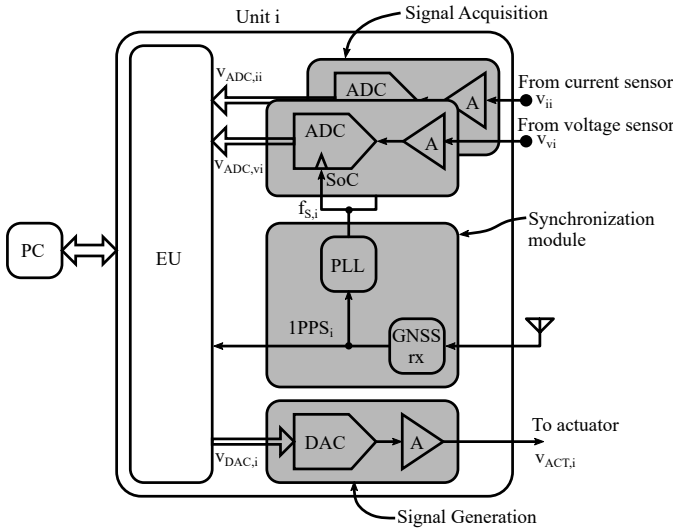 Signal Acquisition
Unit i
v_ADC,ii
ADC
A
From current sensor
v_ii
ADC
A
From voltage sensor
v_vi
v_ADC,vi
SoC
f_S,i
Synchronization
module
PC
EU
PLL
1PPS_i
GNSS
rx
DAC
A
To actuator
v_DAC,i
v_ACT,i
Signal Generation